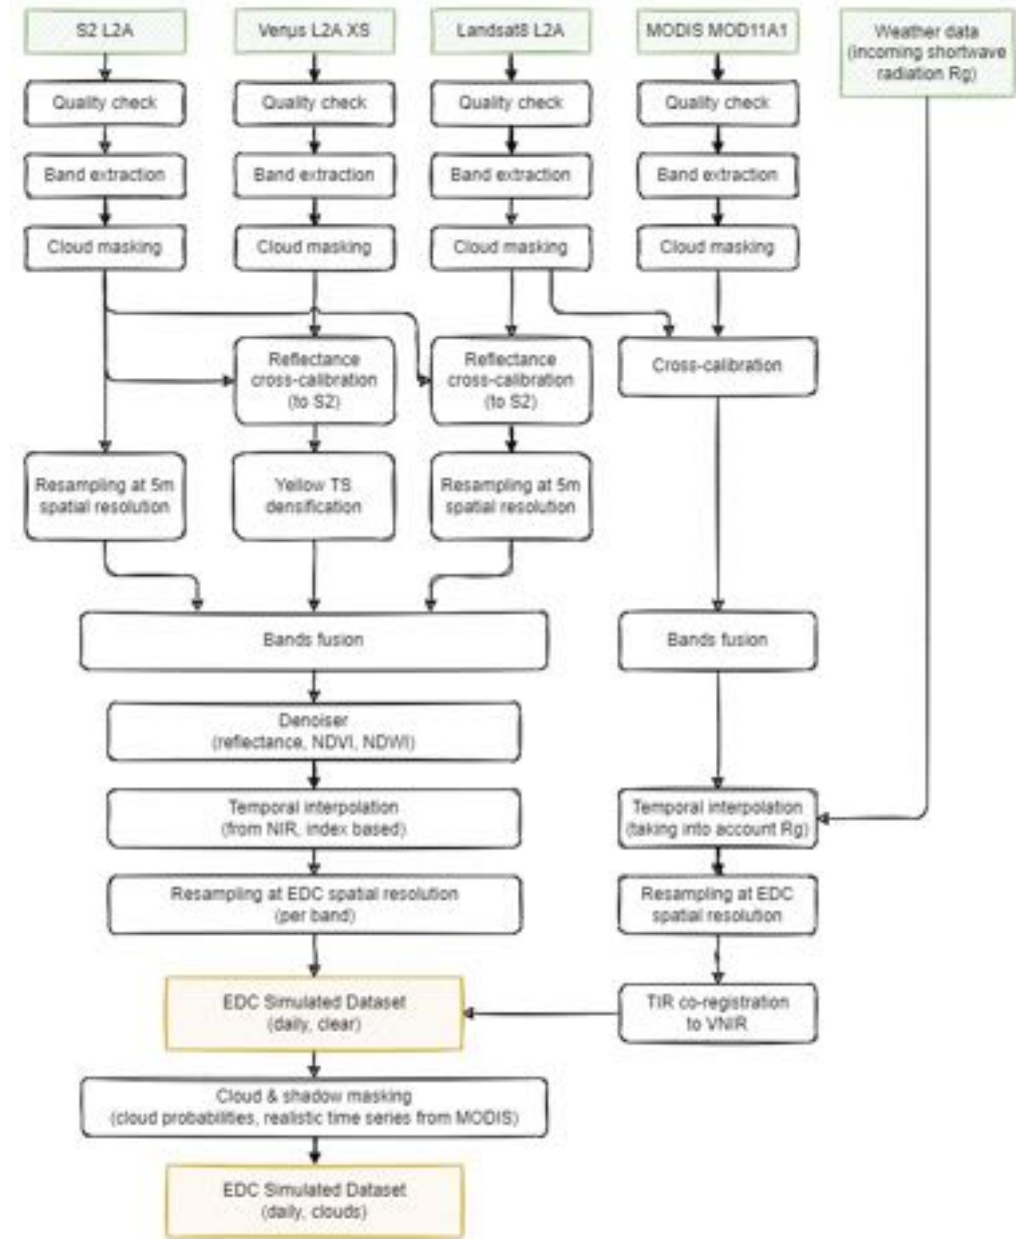 S2 L2A
Venµs L2A XS
Landsat8 L2A
MODIS MOD11A1
Weather data
(incoming shortwave
radiation Rg)
Quality check
Quality check
Quality check
Quality check
Band extraction
Band extraction
Band extraction
Band extraction
Cloud masking
Cloud masking
Cloud masking
Cloud masking
Reflectance
cross-calibration
(to S2)
Reflectance
cross-calibration
(to S2)
Cross-calibration
Resampling at 5m
spatial resolution
Yellow TS
densification
Resampling at 5m
spatial resolution
Bands fusion
Bands fusion
Denoiser
(reflectance, NDVI, NDWI)
Temporal interpolation
(from NIR, index based)
Temporal interpolation
(taking into account Rg)
Resampling at EDC spatial resolution
(per band)
Resampling at EDC
spatial resolution
EDC Simulated Dataset
(daily, clear)
TIR co-registration
to VNIR
Cloud & shadow masking
(cloud probabilities, realistic time series from MODIS)
EDC Simulated Dataset
(daily, clouds)